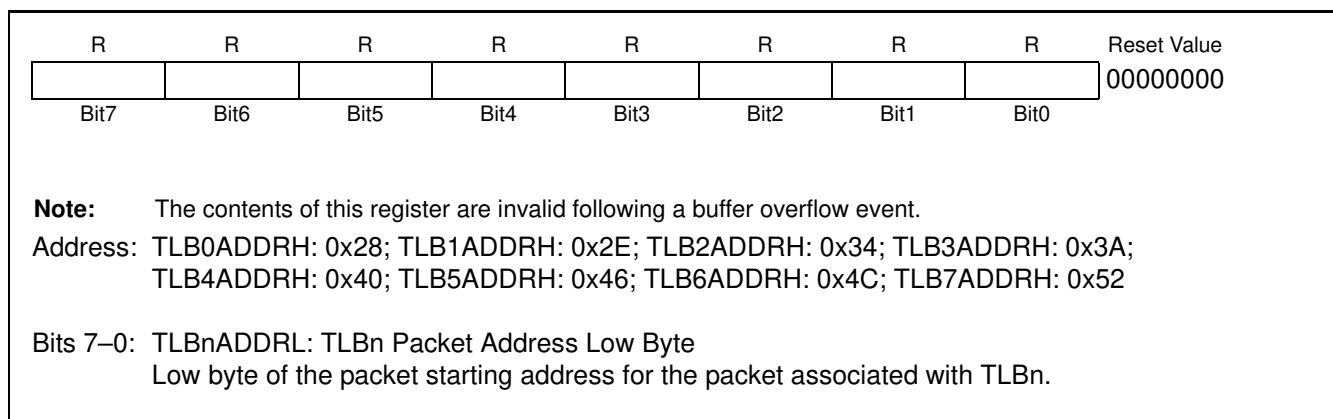 R R R R R R R R Reset Value
00000000
Bit7 Bit6 Bit5 Bit4 Bit3 Bit2 Bit1 Bit0
Note: The contents of this register are invalid following a buffer overflow event.
Address: TLB0ADDRH: 0x28; TLB1ADDRH: 0x2E; TLB2ADDRH: 0x34; TLB3ADDRH: 0x3A;
TLB4ADDRH: 0x40; TLB5ADDRH: 0x46; TLB6ADDRH: 0x4C; TLB7ADDRH: 0x52
Bits 7–0: TLBnADDRL: TLBn Packet Address Low Byte
Low byte of the packet starting address for the packet associated with TLBn.